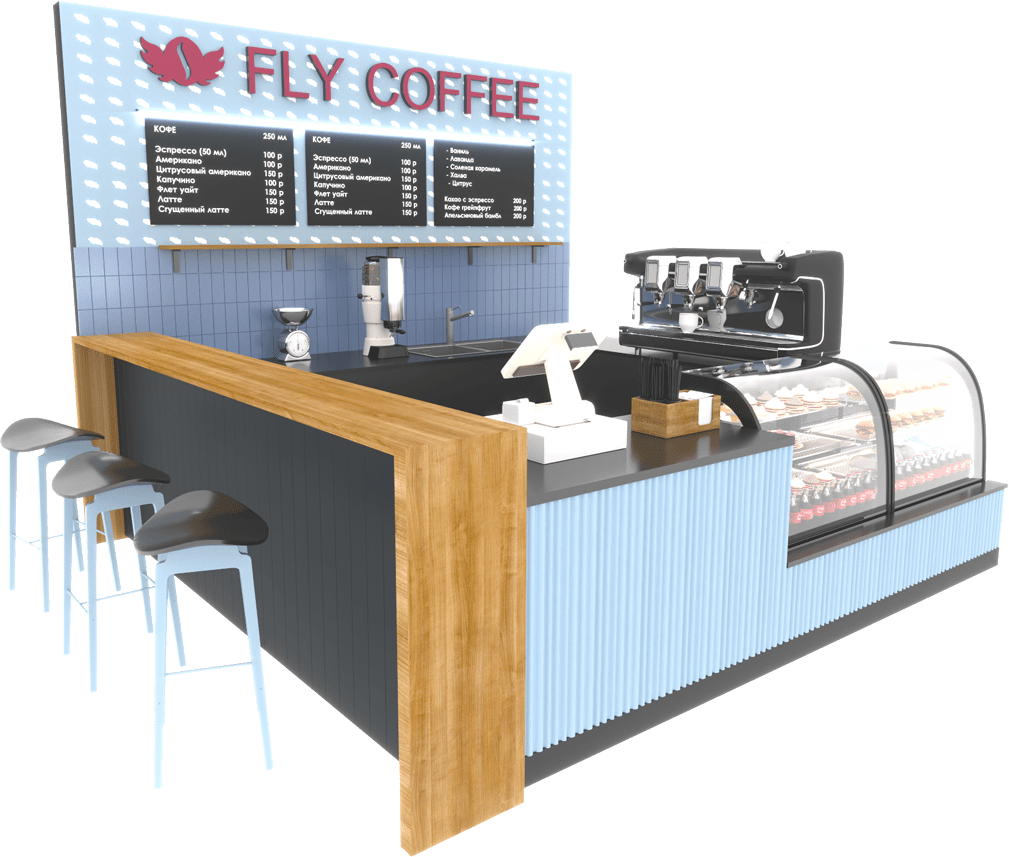 FLY COFFEE
КОФЕ
250 мл
Эспрессо (50 мл) 100 р
Американо 100 р
Цитрусовый американо 150 р
Капучино 100 р
Флет уайт 150 р
Латте 150 р
Сгущенный латте 150 р
КОФЕ
250 мл
Эспрессо (50 мл) 100 р
Американо 100 р
Цитрусовый американо 150 р
Капучино 100 р
Флет уайт 150 р
Латте 150 р
Сгущенный латте 150 р
- Ваниль
- Лаванда
- Соленая карамель
- Халва
- Цитрус
Какао с эспрессо 200 р
Кофе грейпфрут 200 р
Апельсиновый бамбл 200 р